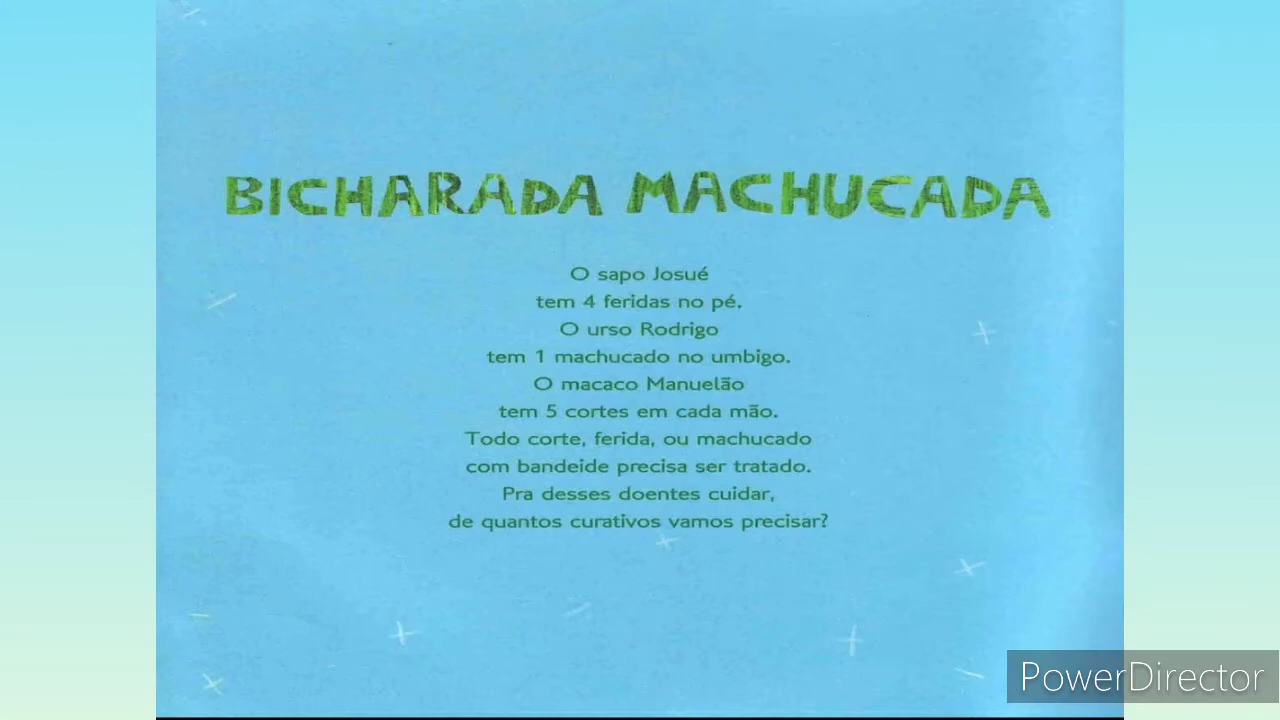 BICHARADA MACHUCADA
O sapo Josué
tem 4 feridas no pé.
O urso Rodrigo
tem 1 machucado no umbigo.
O macaco Manuelão
tem 5 cortes em cada mão.
Todo corte, ferida, ou machucado
com bandeide precisa ser tratado.
Pra desses doentes cuidar,
de quantos curativos vamos precisar?
PowerDirector